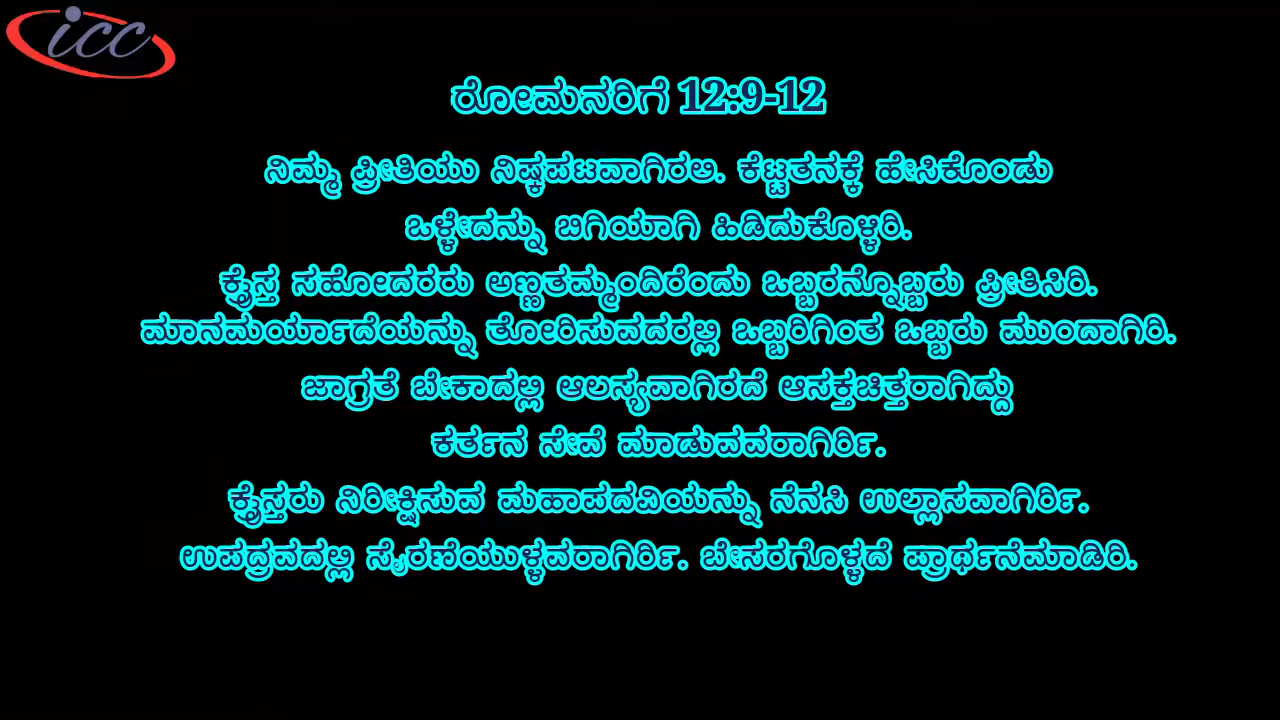 icc
ರೋಮನರಿಗೆ 12:9-12
ನಿಮ್ಮ ಪ್ರೀತಿಯು ನಿಷ್ಕಪಟವಾಗಿರಲಿ. ಕೆಟ್ಟತನಕ್ಕೆ ಹೇಸಿಕೊಂಡು
ಒಳ್ಳೇದನ್ನು ಬಿಗಿಯಾಗಿ ಹಿಡಿದುಕೊಳ್ಳರಿ.
ಕ್ರೈಸ್ತ ಸಹೋದರರು ಅಣ್ಣತಮ್ಮಂದಿರೆಂದು ಒಬ್ಬರನ್ನೊಬ್ಬರು ಪ್ರೀತಿಸಿರಿ.
ಮಾನಮರ್ಯಾದೆಯನ್ನು ತೋರಿಸುವದರಲ್ಲಿ ಒಬ್ಬರಿಗಿಂತ ಒಬ್ಬರು ಮುಂದಾಗಿರಿ.
ಜಾಗ್ರತೆ ಬೇಕಾದಲ್ಲಿ ಆಲಸ್ಯವಾಗಿರದೆ ಆಸಕ್ತಚಿತ್ತರಾಗಿದ್ದು
ಕರ್ತನ ಸೇವೆ ಮಾಡುವವರಾಗಿರ್ರಿ.
ಕ್ರೈಸ್ತರು ನಿರೀಕ್ಷಿಸುವ ಮಹಾಪದವಿಯನ್ನು ನೆನಸಿ ಉಲ್ಲಾಸವಾಗಿರ್ರಿ.
ಉಪದ್ರವದಲ್ಲಿ ಸೈರಣೆಯುಳ್ಳವರಾಗಿರ್ರಿ. ಬೇಸರಗೊಳ್ಳದೆ ಪ್ರಾರ್ಥನೆಮಾಡಿರಿ.